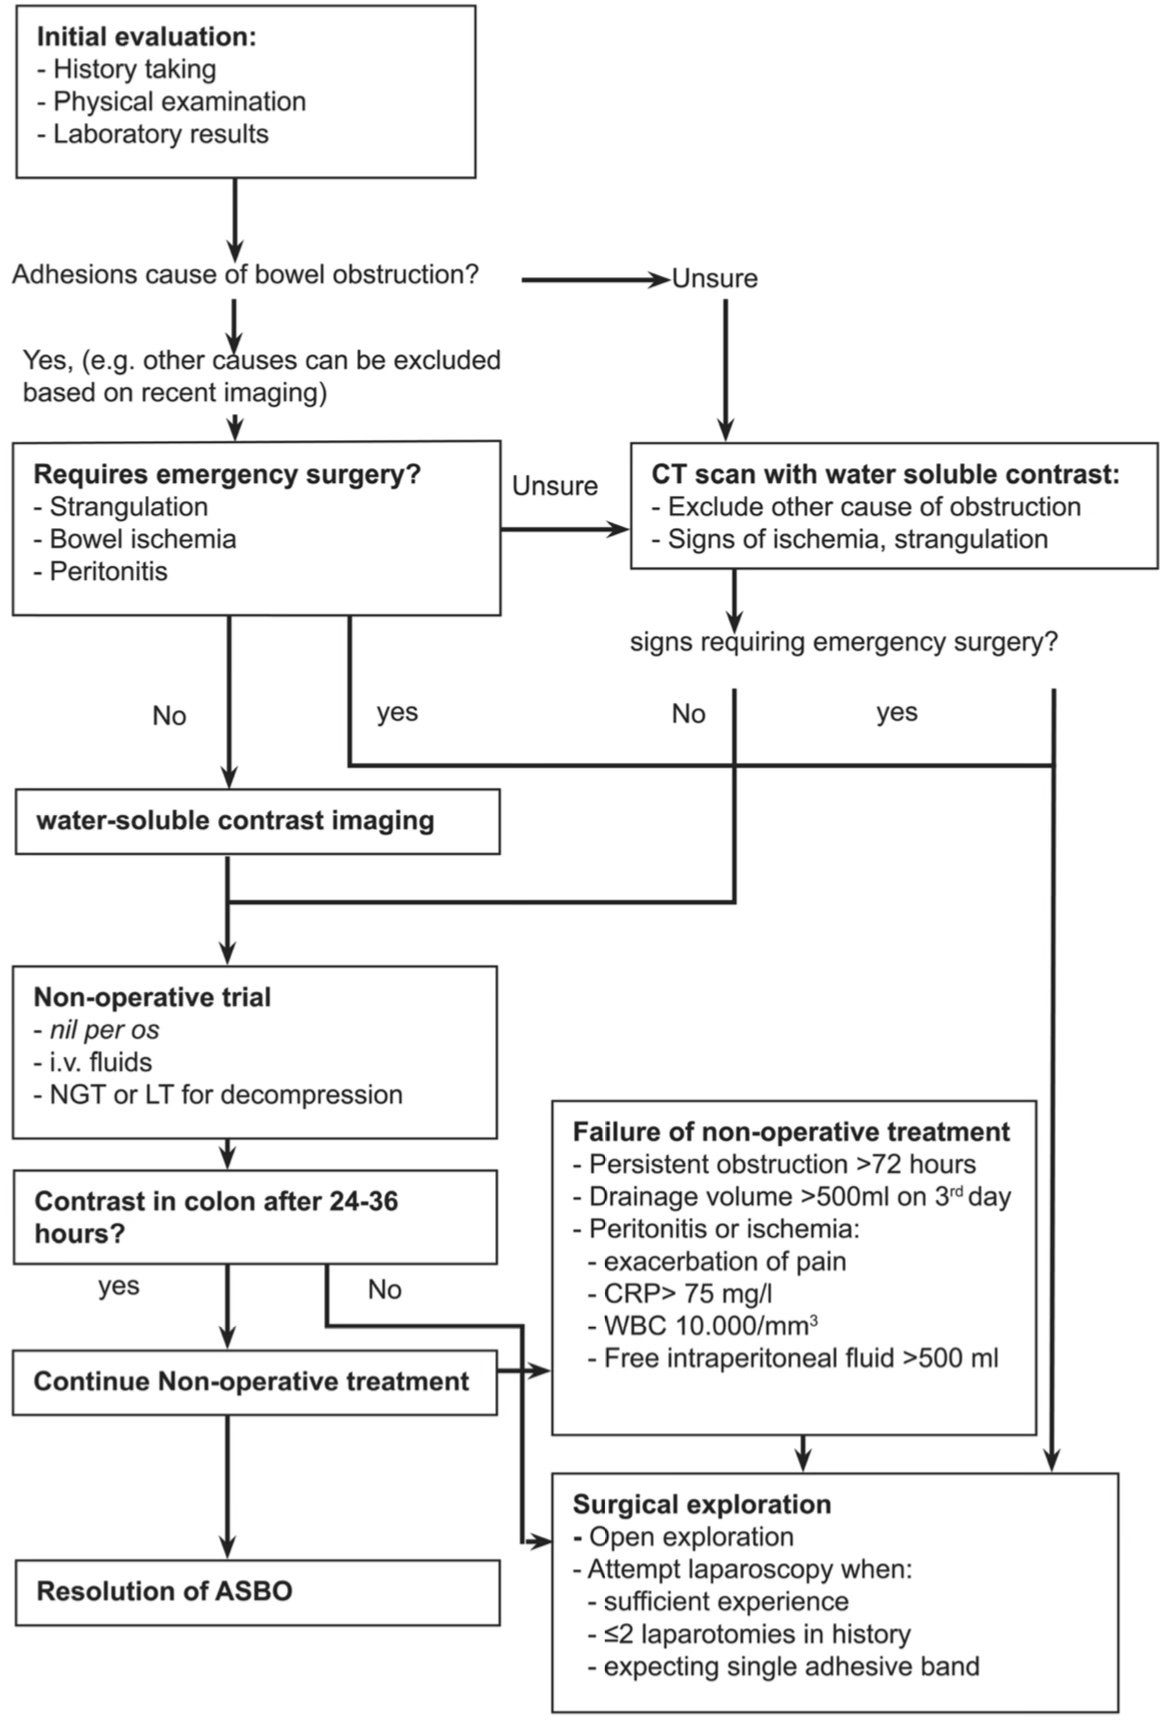 Initial evaluation:
- History taking
- Physical examination
- Laboratory results
Adhesions cause of bowel obstruction?
Unsure
Yes, (e.g. other causes can be excluded
based on recent imaging)
Requires emergency surgery?
- Strangulation
- Bowel ischemia
- Peritonitis
Unsure
CT scan with water soluble contrast:
- Exclude other cause of obstruction
- Signs of ischemia, strangulation
signs requiring emergency surgery?
No
yes
No
yes
water-soluble contrast imaging
Non-operative trial
- nil per os
- i.v. fluids
- NGT or LT for decompression
Contrast in colon after 24-36
hours?
yes
No
Continue Non-operative treatment
Failure of non-operative treatment
- Persistent obstruction >72 hours
- Drainage volume >500ml on 3rd day
- Peritonitis or ischemia:
- exacerbation of pain
- CRP> 75 mg/l
- WBC 10.000/mm³
- Free intraperitoneal fluid >500 ml
Resolution of ASBO
Surgical exploration
- Open exploration
- Attempt laparoscopy when:
- sufficient experience
- ≤2 laparotomies in history
- expecting single adhesive band